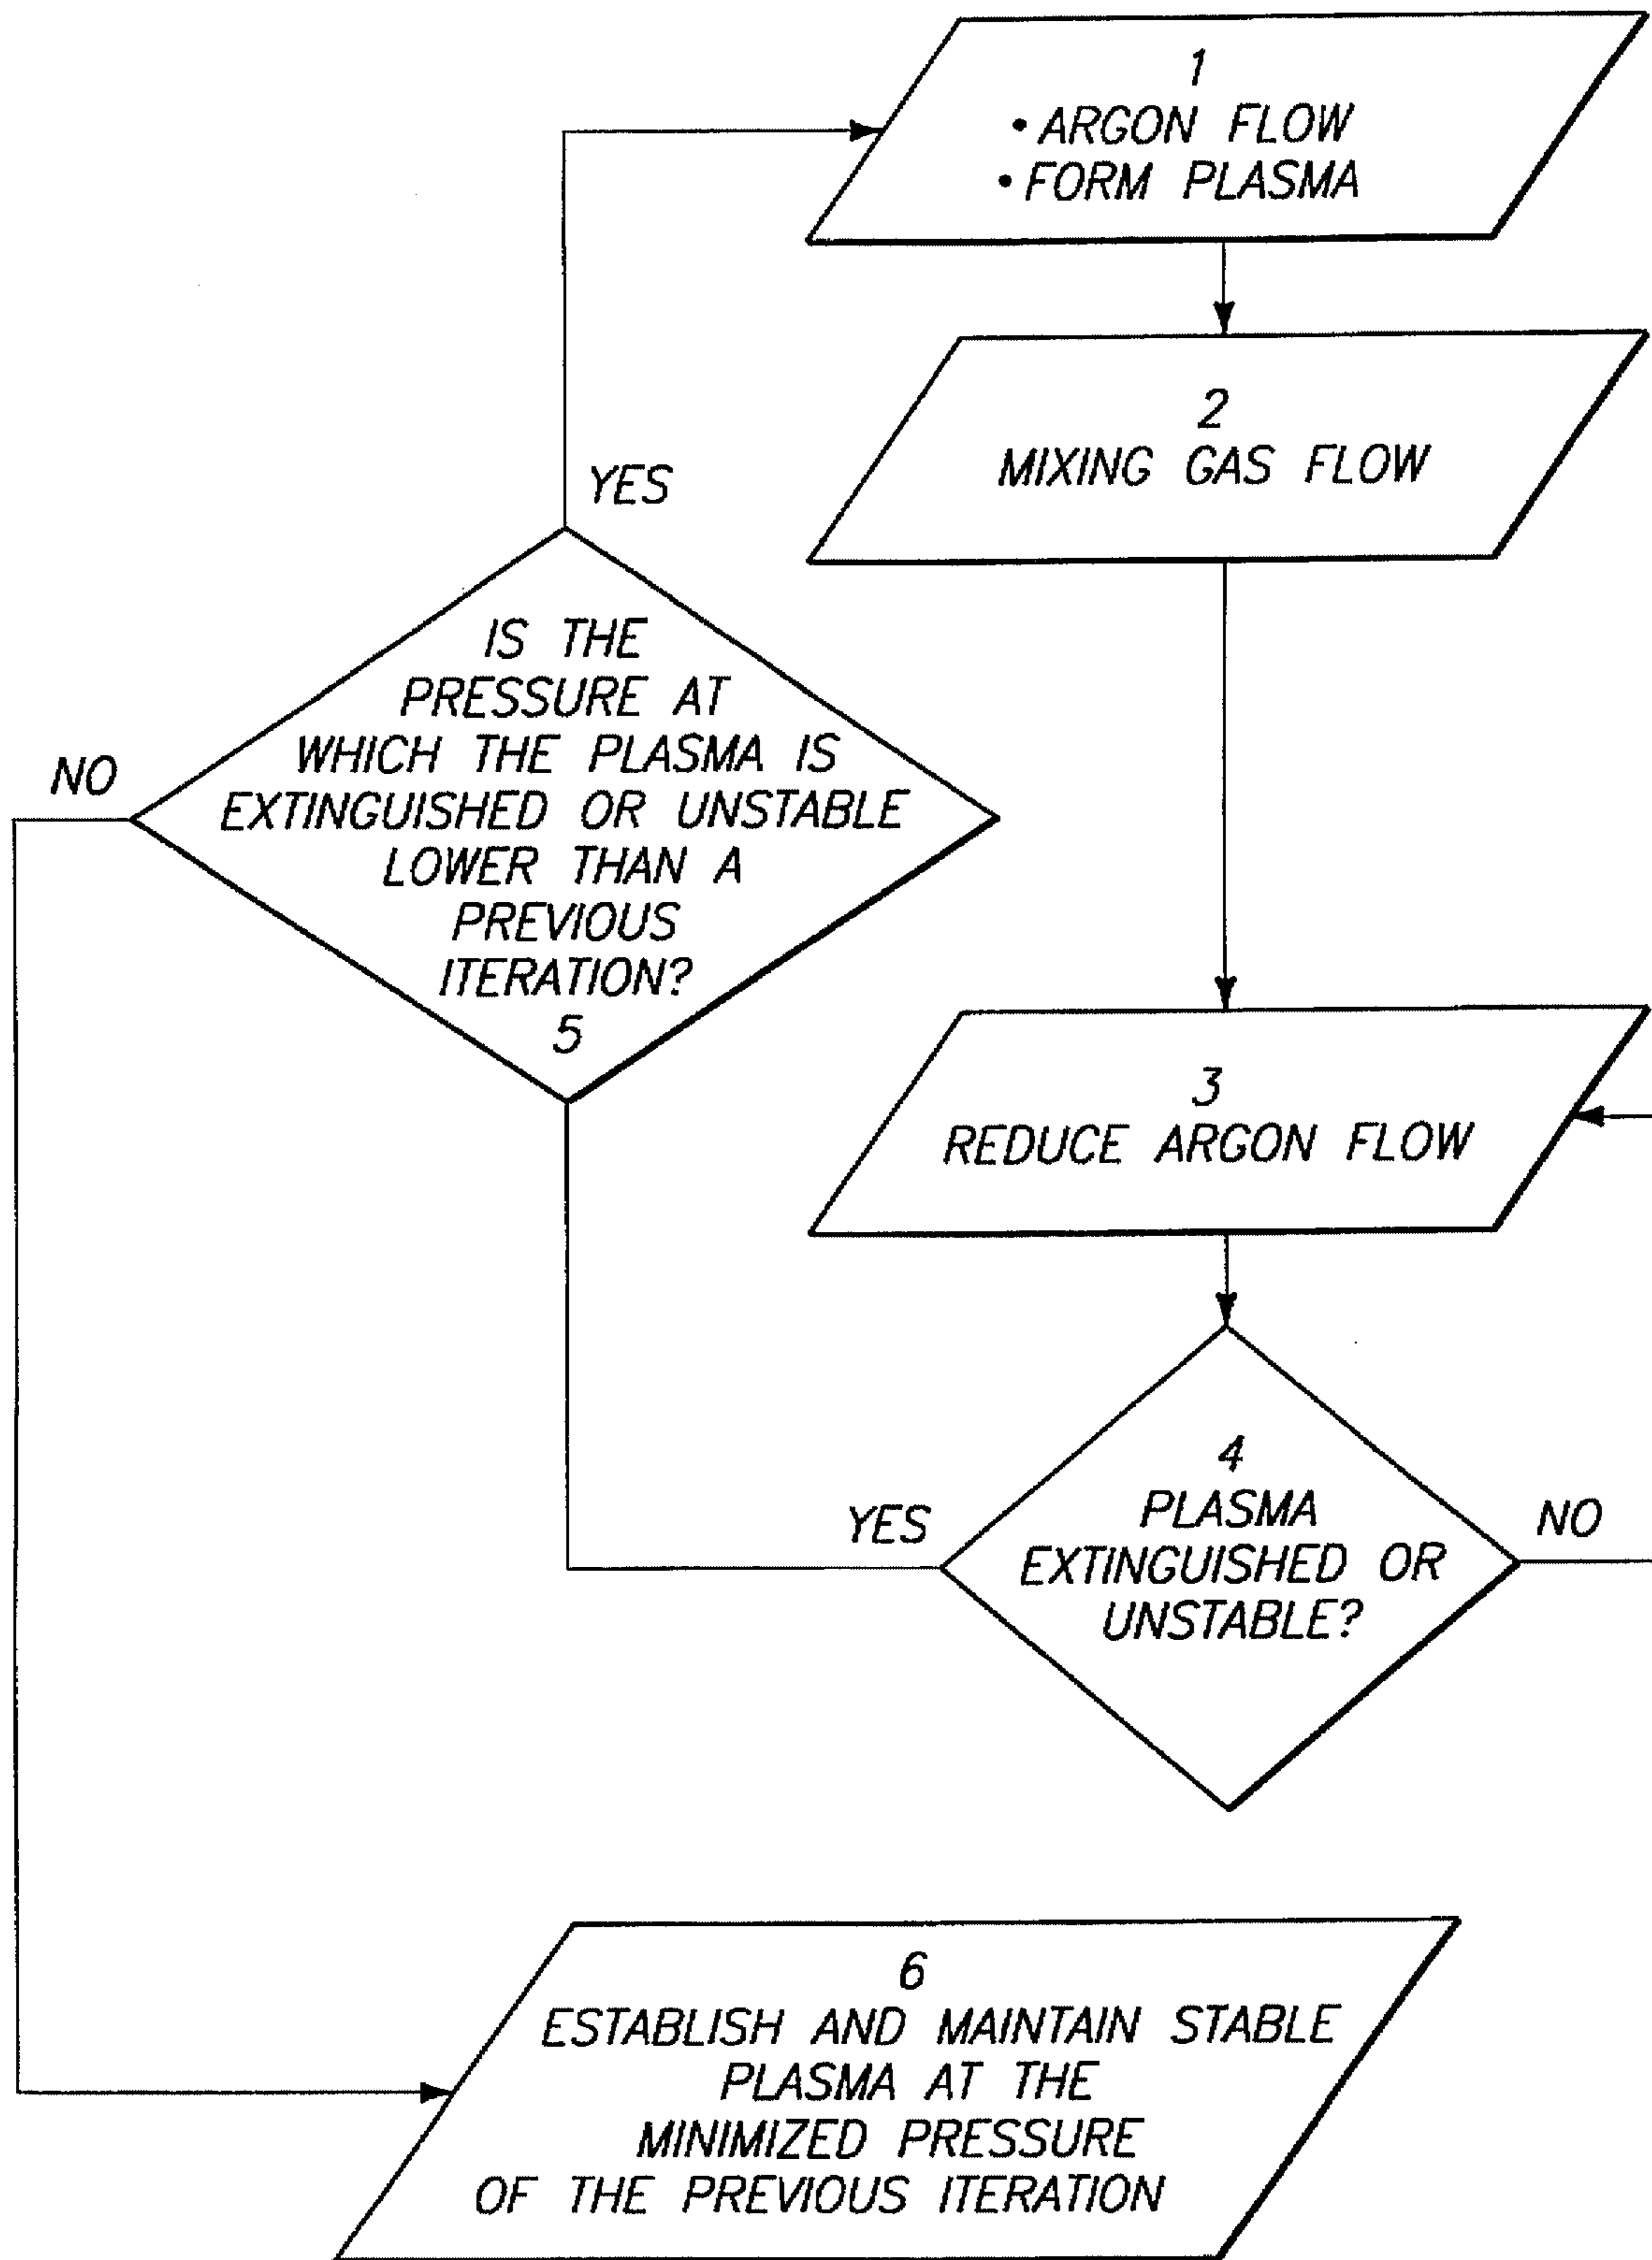 1
• ARGON FLOW
• FORM PLASMA
2
MIXING GAS FLOW
YES
IS THE
PRESSURE AT
WHICH THE PLASMA IS
EXTINGUISHED OR UNSTABLE
LOWER THAN A
PREVIOUS
ITERATION?
5
NO
3
REDUCE ARGON FLOW
4
PLASMA
EXTINGUISHED OR
UNSTABLE?
YES
NO
6
ESTABLISH AND MAINTAIN STABLE
PLASMA AT THE
MINIMIZED PRESSURE
OF THE PREVIOUS ITERATION